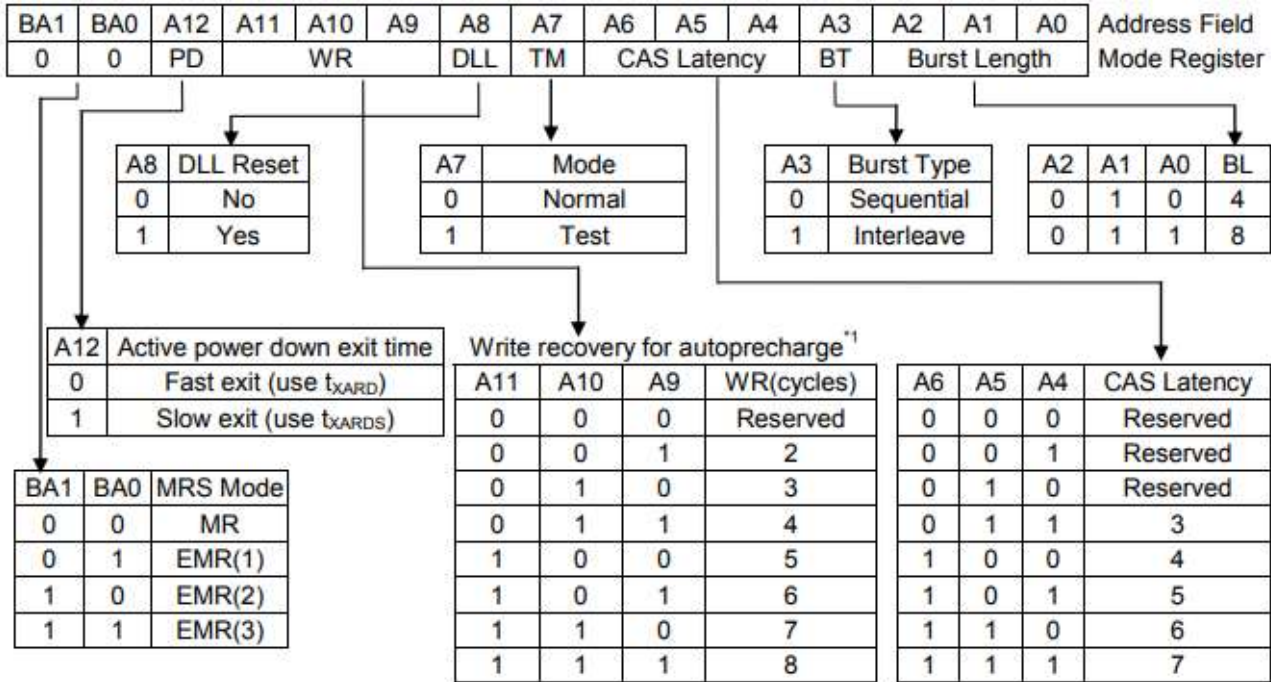 BA1 BA0 A12 A11 A10 A9 A8 A7 A6 A5 A4 A3 A2 A1 A0 Address Field
0 0 PD WR DLL TM CAS Latency BT Burst Length Mode Register
A8 DLL Reset
0 No
1 Yes
A7 Mode
0 Normal
1 Test
A3 Burst Type
0 Sequential
1 Interleave
A2 A1 A0 BL
0 1 0 4
0 1 1 8
A12 Active power down exit time
0 Fast exit (use tXARD)
1 Slow exit (use tXARDS)
BA1 BA0 MRS Mode
0 0 MR
0 1 EMR(1)
1 0 EMR(2)
1 1 EMR(3)
Write recovery for autoprecharge*1
A11 A10 A9 WR(cycles)
0 0 0 Reserved
0 0 1 2
0 1 0 3
0 1 1 4
1 0 0 5
1 0 1 6
1 1 0 7
1 1 1 8
A6 A5 A4 CAS Latency
0 0 0 Reserved
0 0 1 Reserved
0 1 0 Reserved
0 1 1 3
1 0 0 4
1 0 1 5
1 1 0 6
1 1 1 7